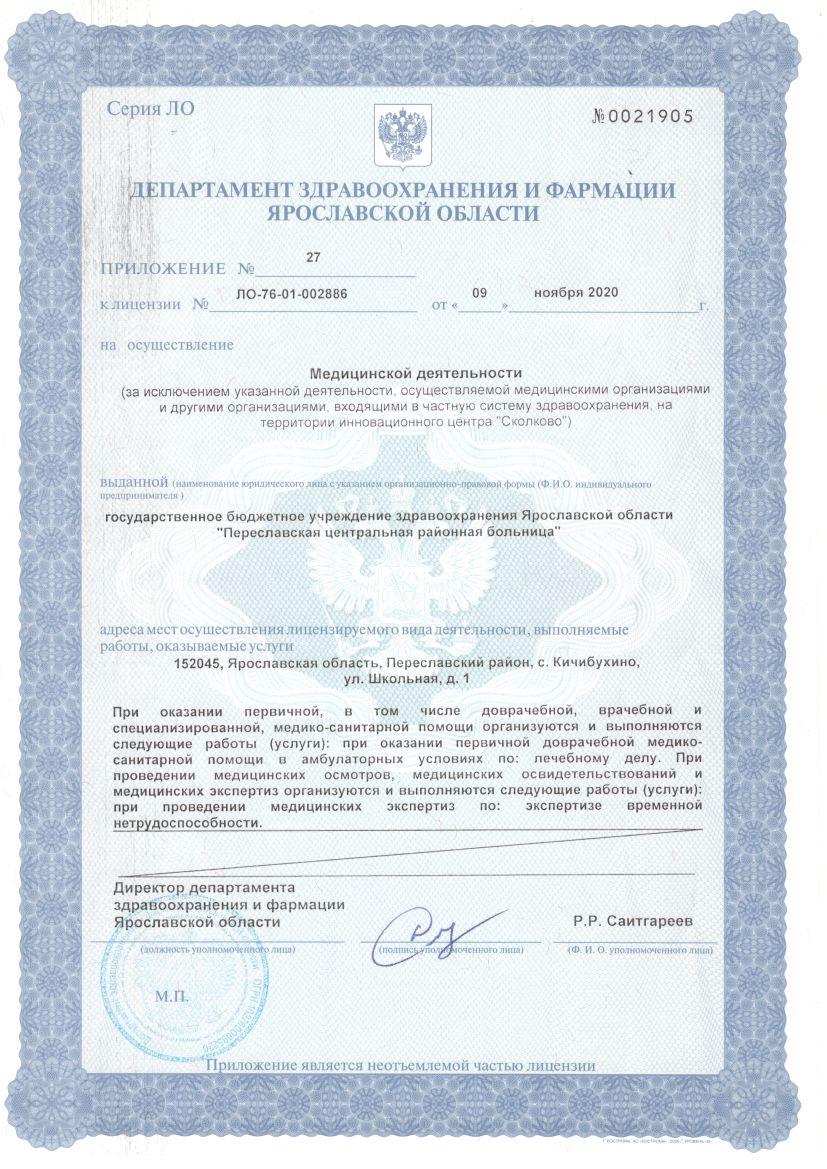 Серия ЛО
№0021905
ДЕПАРТАМЕНТ ЗДРАВООХРАНЕНИЯ И ФАРМАЦИИ
ЯРОСЛАВСКОЙ ОБЛАСТИ
ПРИЛОЖЕНИЕ № 27
к лицензии № ЛО-76-01-002886 от « 09 » ноября 2020 г.
на осуществление
Медицинской деятельности
(за исключением указанной деятельности, осуществляемой медицинскими организациями
и другими организациями, входящими в частную систему здравоохранения, на
территории инновационного центра "Сколково")
выданной (наименование юридического лица с указанием организационно-правовой формы (Ф.И.О. индивидуального
предпринимателя )
государственное бюджетное учреждение здравоохранения Ярославской области
"Переславская центральная районная больница"
адреса мест осуществления лицензируемого вида деятельности, выполняемые
работы, оказываемые услуги
152045, Ярославская область, Переславский район, с. Кичибухино,
ул. Школьная, д. 1
При оказании первичной, в том числе доврачебной, врачебной и
специализированной, медико-санитарной помощи организуются и выполняются
следующие работы (услуги): при оказании первичной доврачебной медико-
санитарной помощи в амбулаторных условиях по: лечебному делу. При
проведении медицинских осмотров, медицинских освидетельствований и
медицинских экспертиз организуются и выполняются следующие работы (услуги):
при проведении медицинских экспертиз по: экспертизе временной
нетрудоспособности.
Директор департамента
здравоохранения и фармации
Ярославской области
Р.Р. Саитгареев
(должность уполномоченного лица)
(подпись уполномоченного лица)
(Ф. И. О. уполномоченного лица)
М.П.
Приложение является неотъемлемой частью лицензии